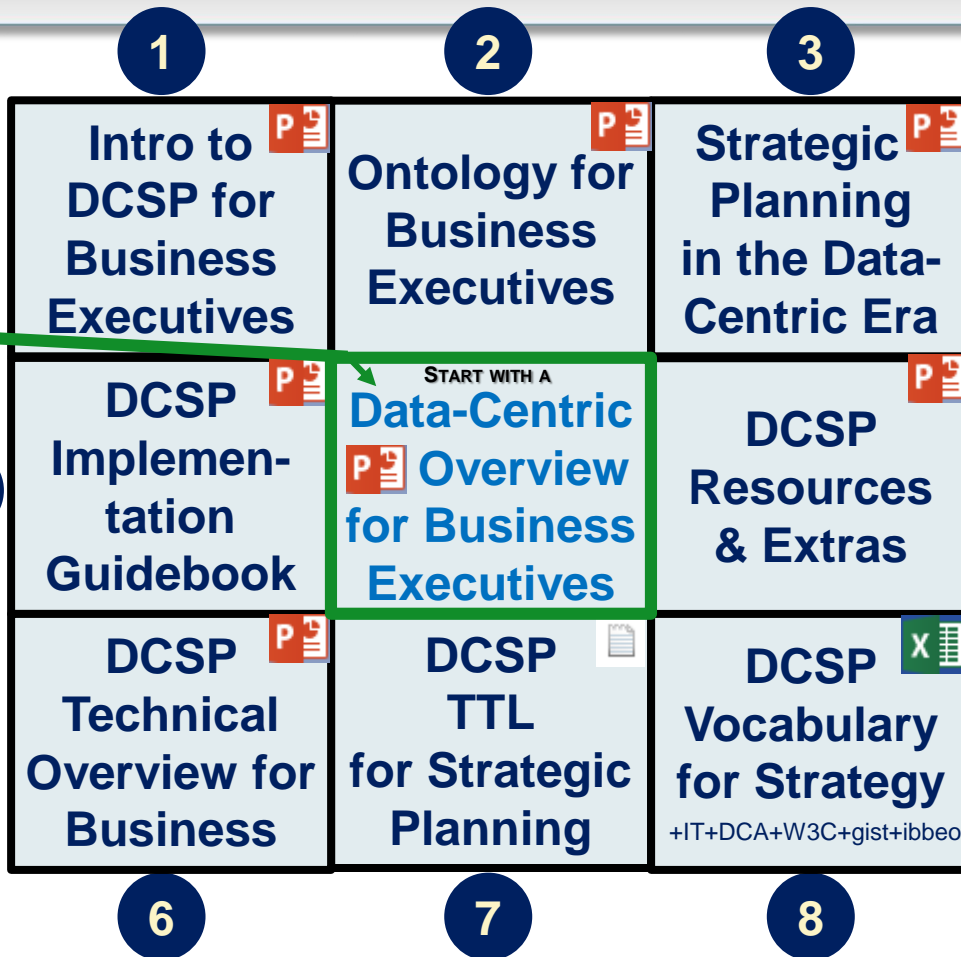 1
2
3
Intro to
DCSP for
Business
Executives
Ontology for
Business
Executives
Strategic
Planning
in the Data-
Centric Era
DCSP
Implemen-
tation
Guidebook
START WITH A
Data-Centric
Overview
for Business
Executives
DCSP
Resources
& Extras
DCSP
Technical
Overview for
Business
DCSP
TTL
for Strategic
Planning
DCSP
Vocabulary
for Strategy
+IT+DCA+W3C+gist+ibbeo
6
7
8